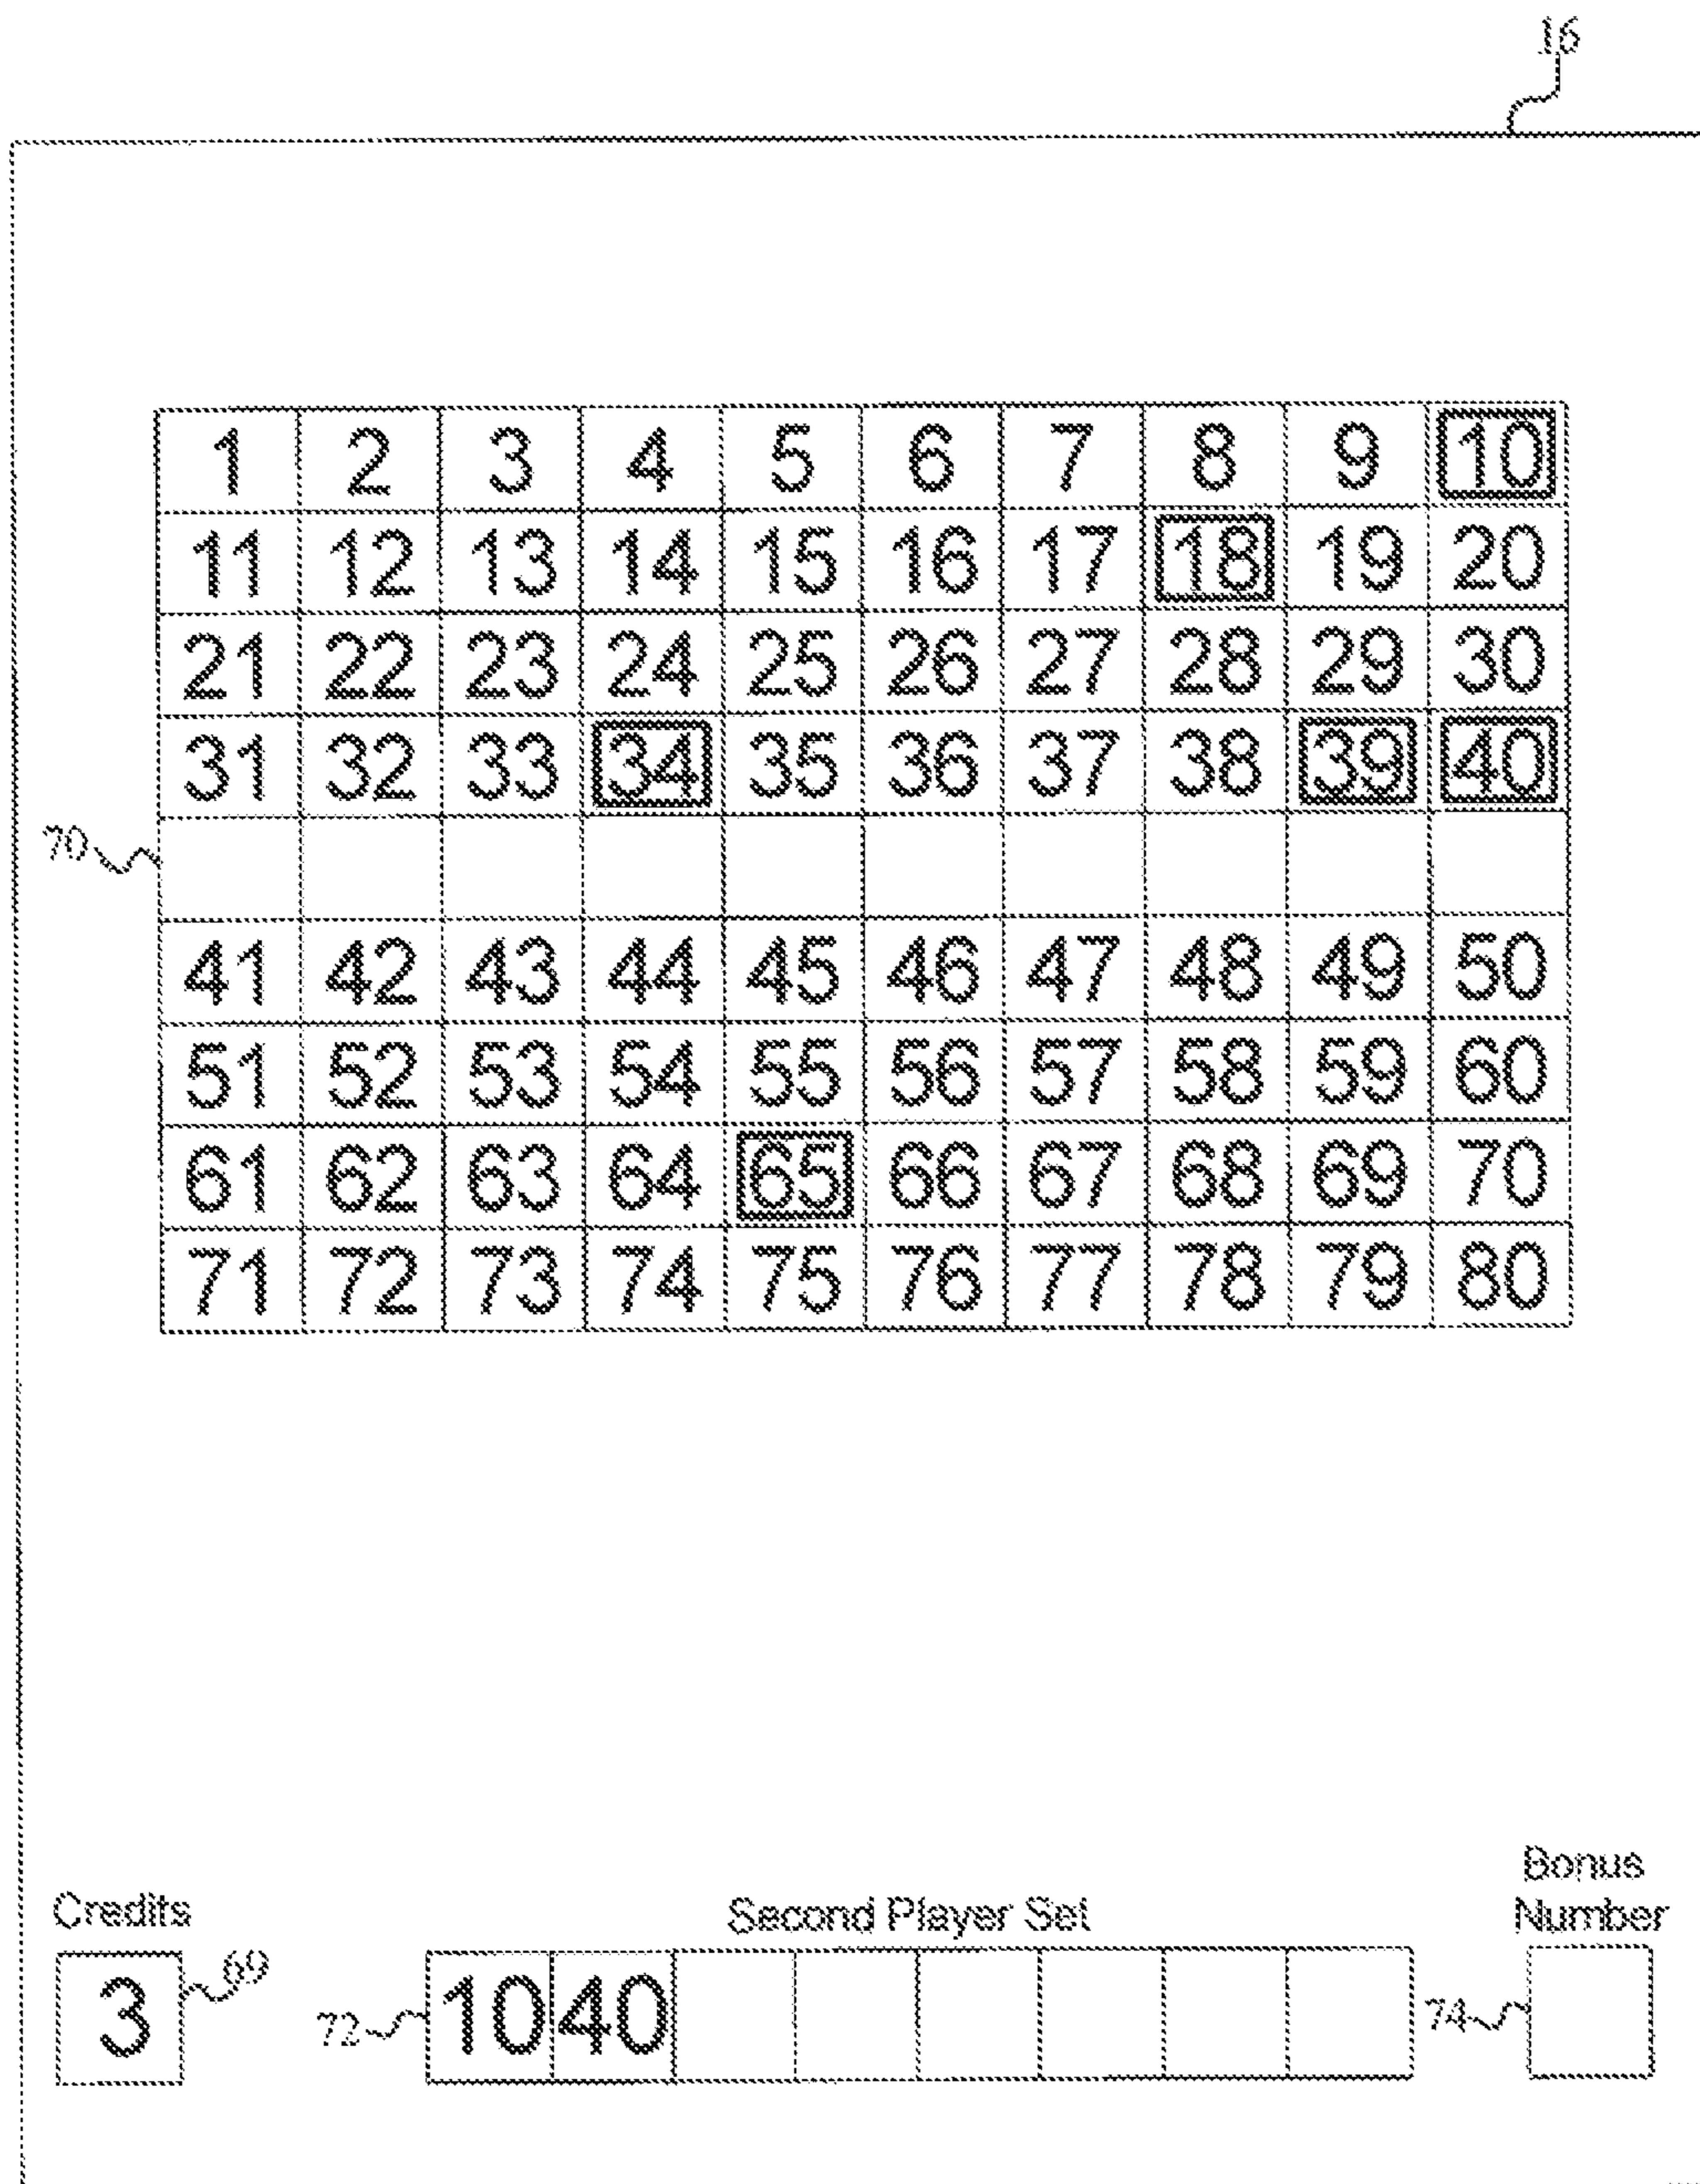 16
1 2 3 4 5 6 7 8 9 10
11 12 13 14 15 16 17 18 19 20
21 22 23 24 25 26 27 28 29 30
31 32 33 34 35 36 37 38 39 40
70
41 42 43 44 45 46 47 48 49 50
51 52 53 54 55 56 57 58 59 60
61 62 63 64 65 66 67 68 69 70
71 72 73 74 75 76 77 78 79 80
Bonus
Credits Second Player Set Number
3 69 72 10 40 74